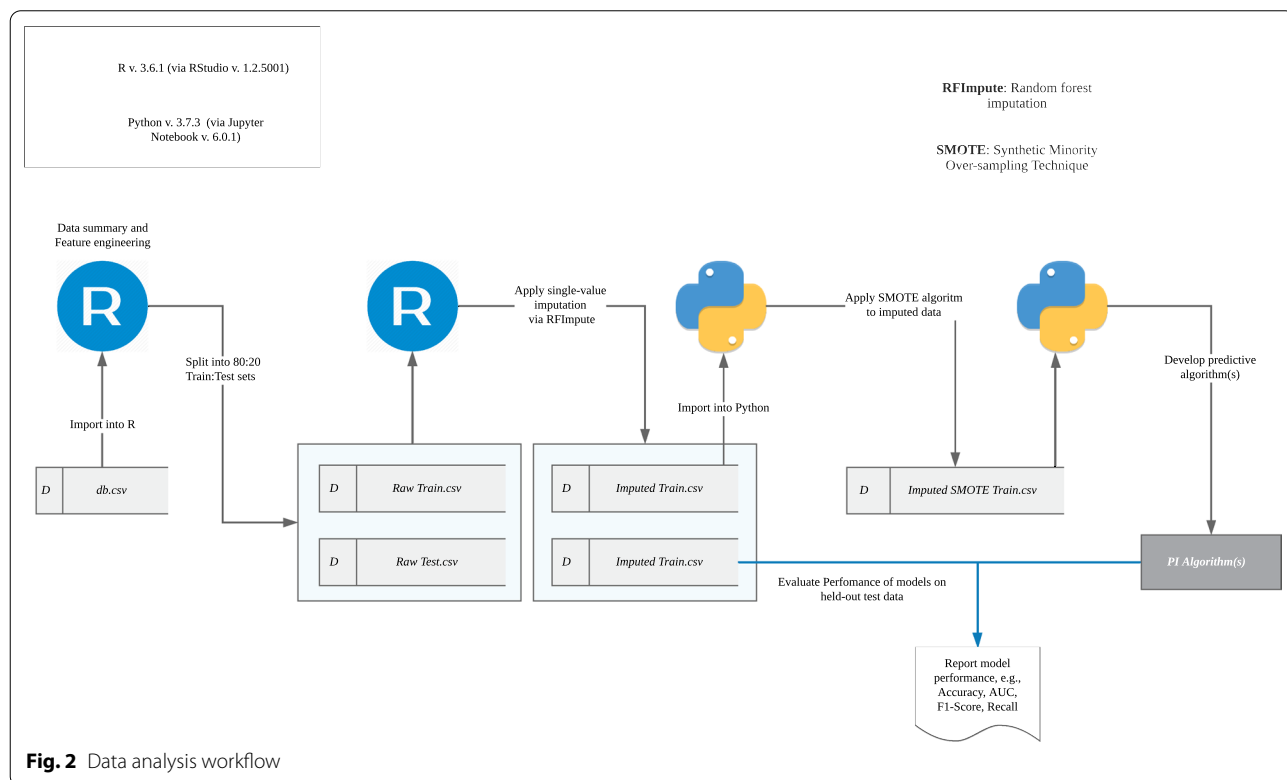 R v. 3.6.1 (via RStudio v. 1.2.5001)
Python v. 3.7.3 (via Jupyter
Notebook v. 6.0.1)
RFImpute: Random forest
imputation
SMOTE: Synthetic Minority
Over-sampling Technique
Data summary and
Feature engineering
R
R
Apply single-value
imputation
via RFImpute
Apply SMOTE algoritm
to imputed data
Split into 80:20
Train:Test sets
Develop predictive
algorithm(s)
Import into R
Import into Python
D
db.csv
D
Raw Train.csv
D
Imputed Train.csv
D
Imputed SMOTE Train.csv
D
Raw Test.csv
D
Imputed Train.csv
PI Algorithm(s)
Evaluate Perfomance of models on
held-out test data
Report model
performance, e.g.,
Accuracy, AUC,
F1-Score, Recall
Fig. 2 Data analysis workflow